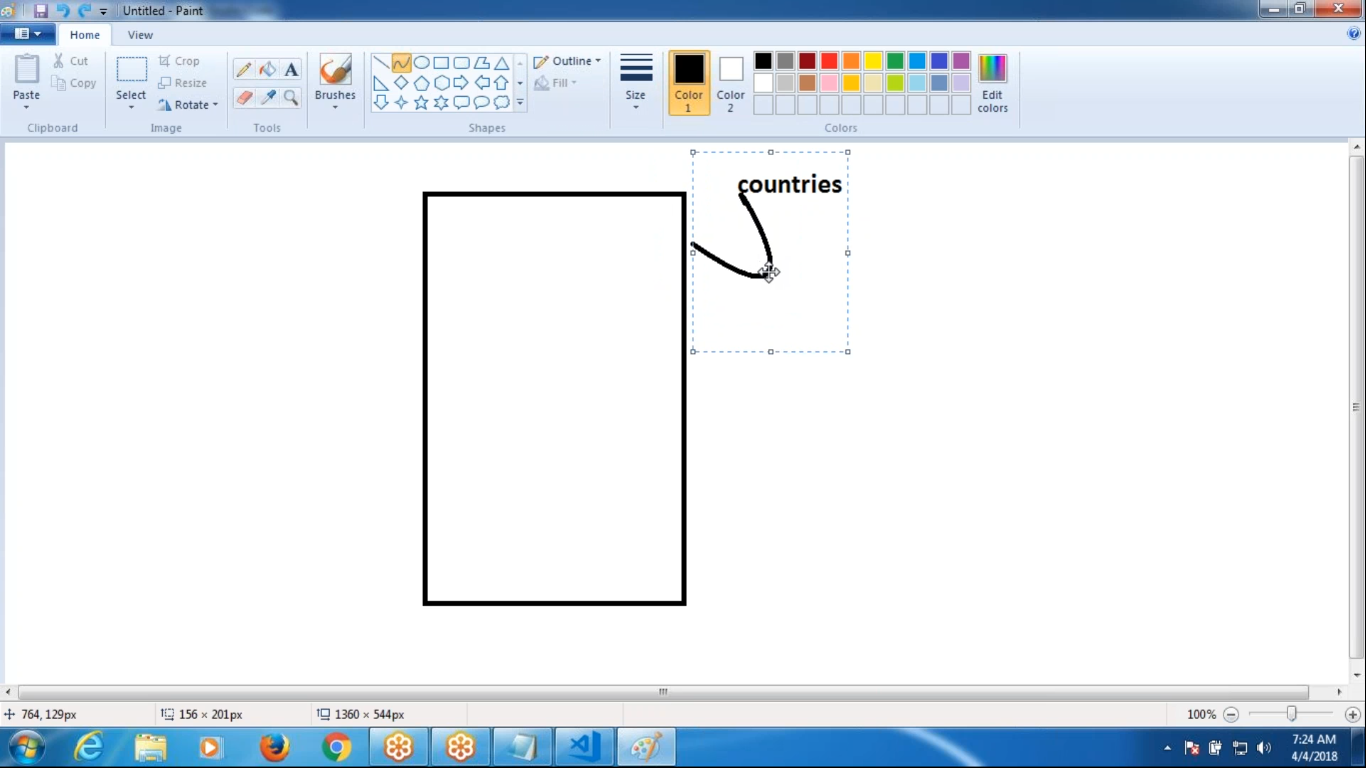 Untitled - Paint
Home
View
Paste
Cut
Copy
Clipboard
Select
Crop
Resize
Rotate
Image
A
Tools
Brushes
Shapes
Outline
Fill
Size
Color
1
Color
2
Edit
colors
Colors
countries
764, 129px
156 × 201px
1360 × 544px
100%
7:24 AM
4/4/2018